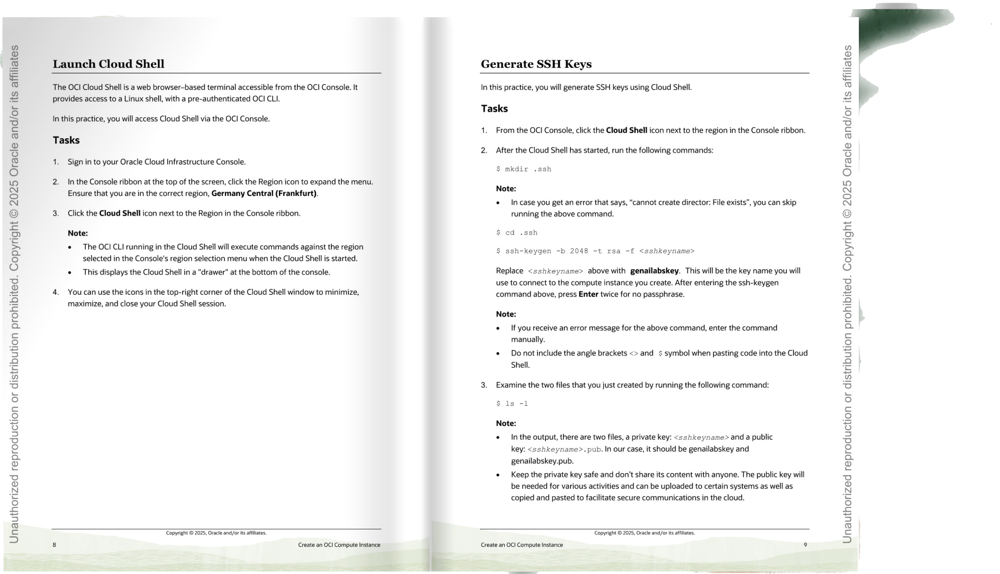 Unauthorized reproduction or distribution prohibited. Copyright © 2025 Oracle and/or its affiliates
Launch Cloud Shell
The OCI Cloud Shell is a web browser–based terminal accessible from the OCI Console. It
provides access to a Linux shell, with a pre-authenticated OCI CLI.
In this practice, you will access Cloud Shell via the OCI Console.
Tasks
1. Sign in to your Oracle Cloud Infrastructure Console.
2. In the Console ribbon at the top of the screen, click the Region icon to expand the menu.
Ensure that you are in the correct region, Germany Central (Frankfurt).
3. Click the Cloud Shell icon next to the Region in the Console ribbon.
Note:
• The OCI CLI running in the Cloud Shell will execute commands against the region
selected in the Console's region selection menu when the Cloud Shell is started.
• This displays the Cloud Shell in a "drawer" at the bottom of the console.
4. You can use the icons in the top-right corner of the Cloud Shell window to minimize,
maximize, and close your Cloud Shell session.
Copyright © 2025, Oracle and/or its affiliates.
8 Create an OCI Compute Instance
Generate SSH Keys
In this practice, you will generate SSH keys using Cloud Shell.
Tasks
1. From the OCI Console, click the Cloud Shell icon next to the region in the Console ribbon.
2. After the Cloud Shell has started, run the following commands:
$ mkdir .ssh
Note:
• In case you get an error that says, “cannot create director: File exists”, you can skip
running the above command.
$ cd .ssh
$ ssh-keygen -b 2048 -t rsa -f <sshkeyname>
Replace <sshkeyname> above with genailabskey. This will be the key name you will
use to connect to the compute instance you create. After entering the ssh-keygen
command above, press Enter twice for no passphrase.
Note:
• If you receive an error message for the above command, enter the command
manually.
• Do not include the angle brackets <> and $ symbol when pasting code into the Cloud
Shell.
3. Examine the two files that you just created by running the following command:
$ ls -l
Note:
• In the output, there are two files, a private key: <sshkeyname> and a public
key: <sshkeyname>.pub. In our case, it should be genailabskey and
genailabskey.pub.
• Keep the private key safe and don’t share its content with anyone. The public key will
be needed for various activities and can be uploaded to certain systems as well as
copied and pasted to facilitate secure communications in the cloud.
Copyright © 2025, Oracle and/or its affiliates.
Create an OCI Compute Instance 9
Unauthorized reproduction or distribution prohibited. Copyright © 2025 Oracle and/or its affiliates